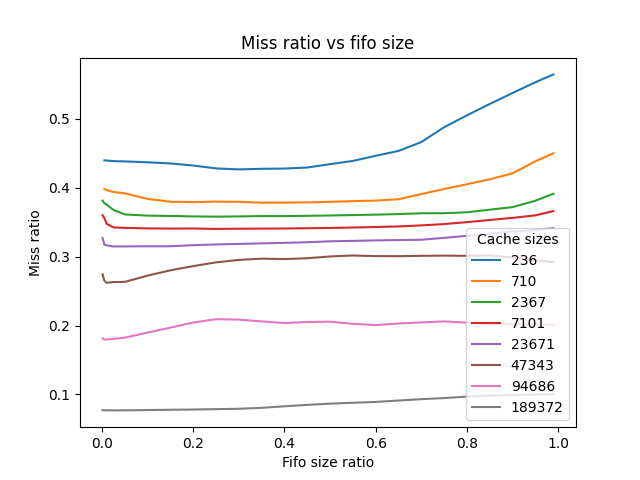 Miss ratio vs fifo size
Miss ratio
0.5
0.4
0.3
0.2
0.1
0.0 0.2 0.4 0.6 0.8 1.0
Fifo size ratio
Cache sizes
236
710
2367
7101
23671
47343
94686
189372